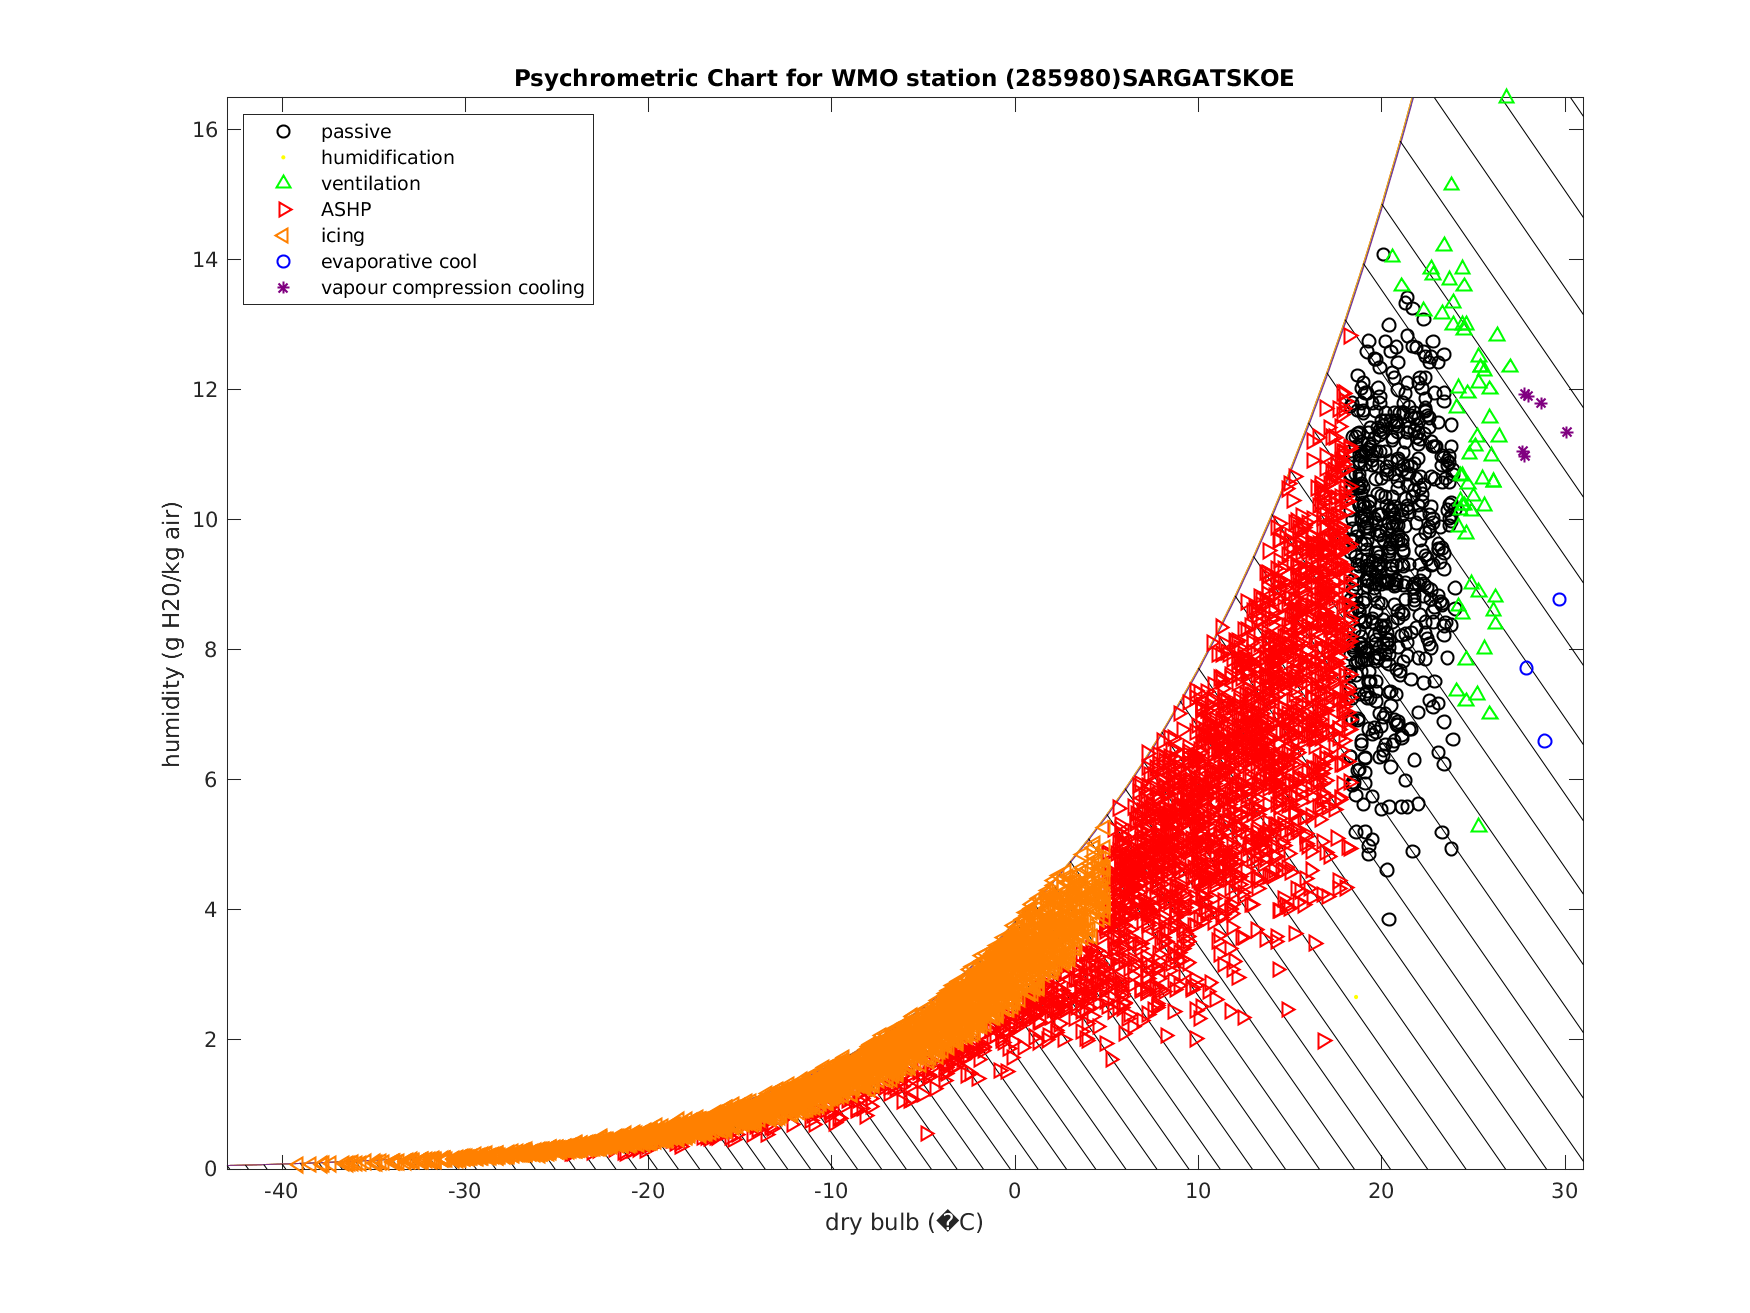 Psychrometric Chart for WMO station (285980)SARGATSKOE
passive
humidification
ventilation
ASHP
icing
evaporative cool
vapour compression cooling
humidity (g H20/kg air)
16
14
12
10
8
6
4
2
0
-40 -30 -20 -10 0 10 20 30
dry bulb (�C)